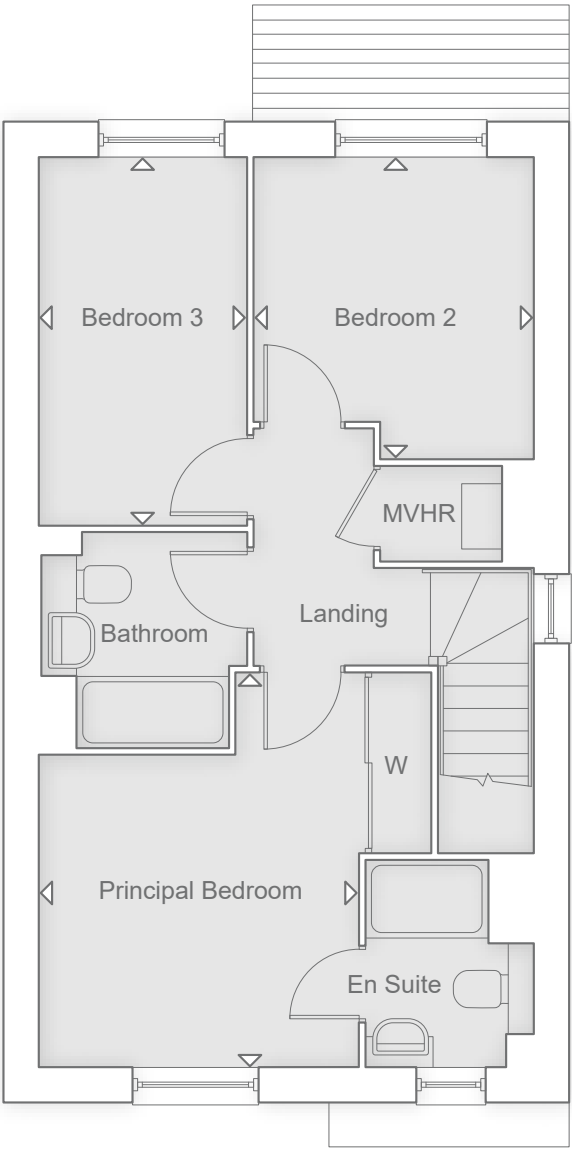 Bedroom 3
Bedroom 2
MVHR
Landing
Bathroom
W
Principal Bedroom
En Suite